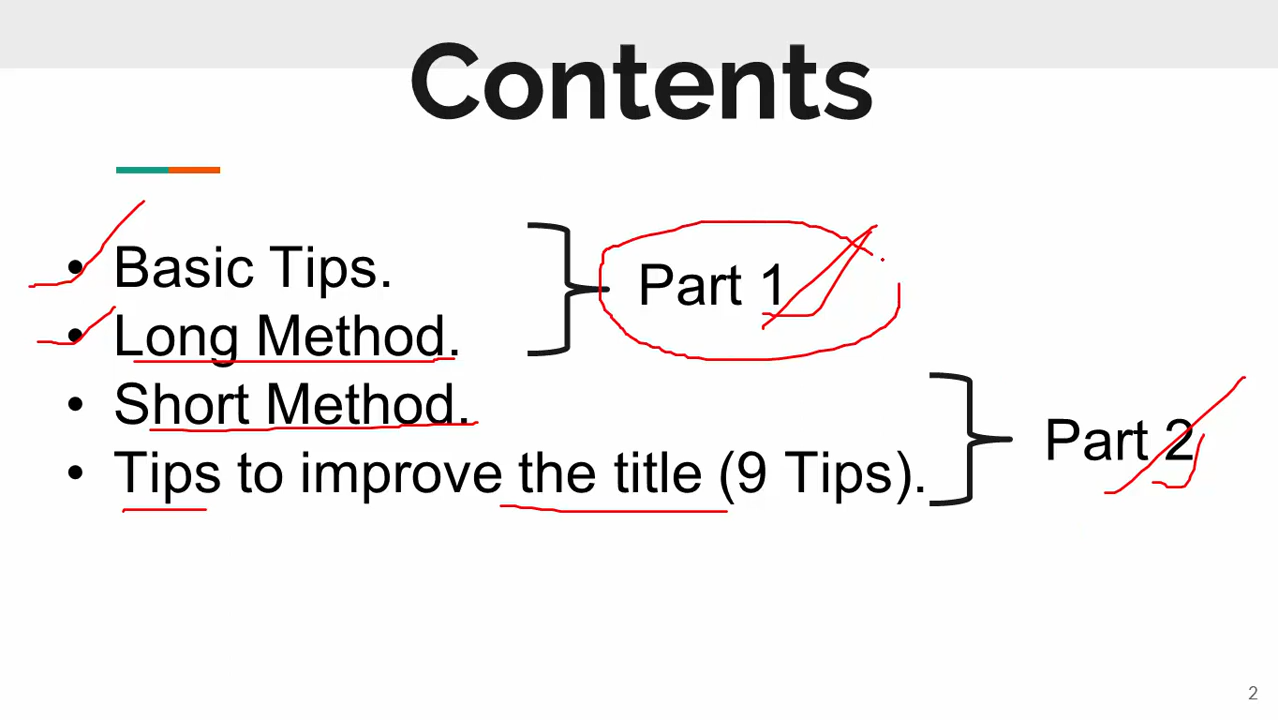 Contents
• Basic Tips.
• Long Method.
Part 1
• Short Method.
• Tips to improve the title (9 Tips).
Part 2
2